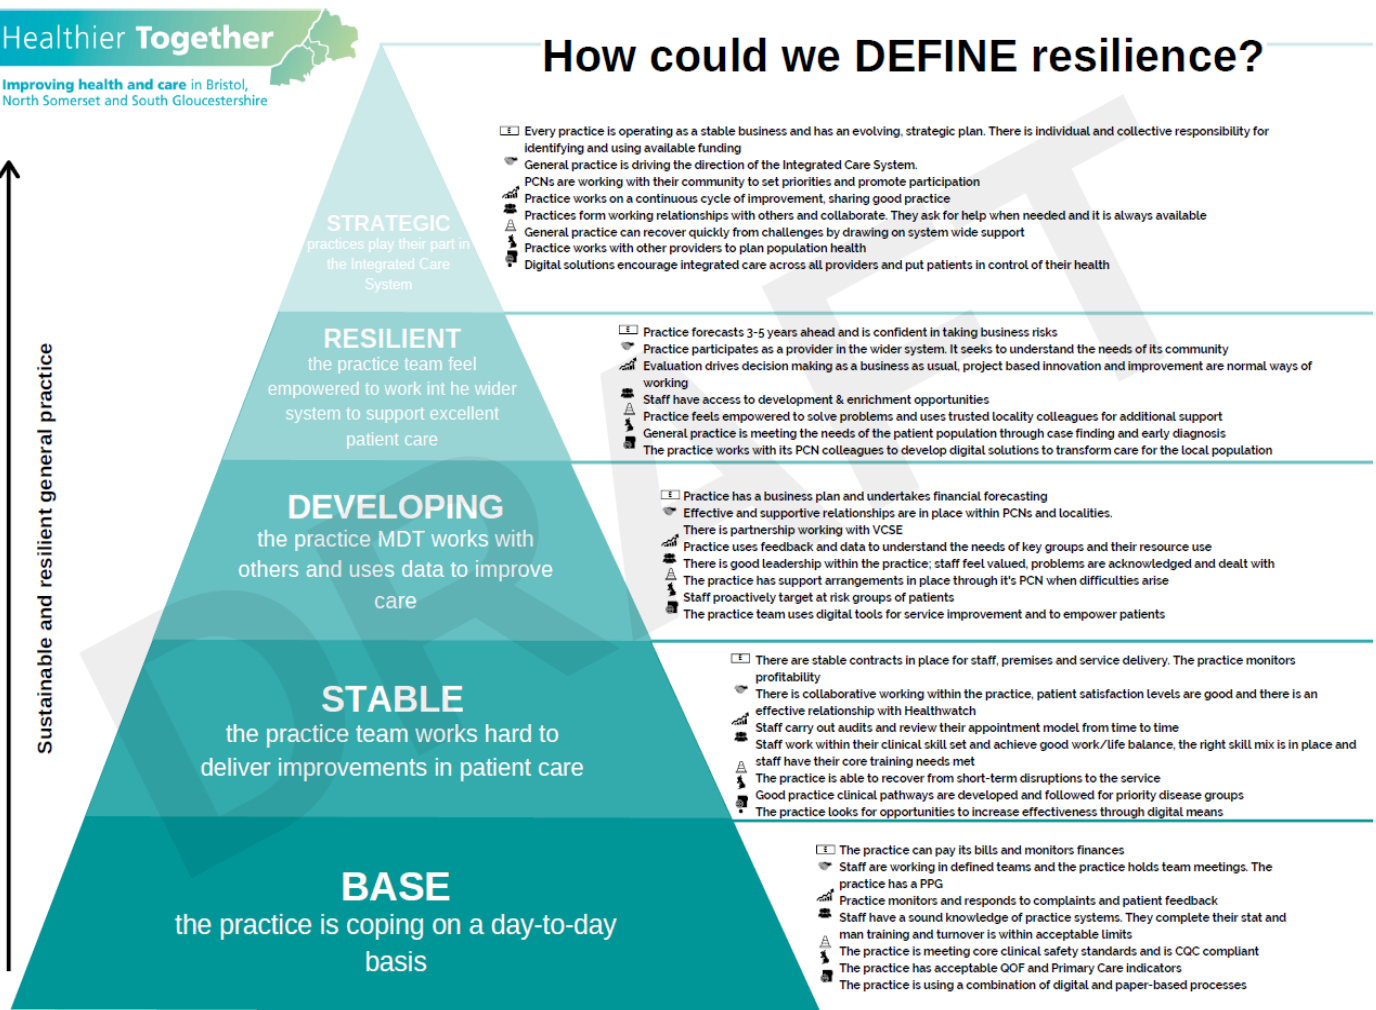 Healthier Together
Improving health and care in Bristol,
North Somerset and South Gloucestershire
How could we DEFINE resilience?
Sustainable and resilient general practice
STRATEGIC
practices play their part in
the Integrated Care
System
Every practice is operating as a stable business and has an evolving, strategic plan. There is individual and collective responsibility for
identifying and using available funding
General practice is driving the direction of the Integrated Care System.
PCNs are working with their community to set priorities and promote participation
Practice works on a continuous cycle of improvement, sharing good practice
Practices form working relationships with others and collaborate. They ask for help when needed and it is always available
General practice can recover quickly from challenges by drawing on system wide support
Practice works with other providers to plan population health
Digital solutions encourage integrated care across all providers and put patients in control of their health
RESILIENT
the practice team feel
empowered to work int he wider
system to support excellent
patient care
Practice forecasts 3-5 years ahead and is confident in taking business risks
Practice participates as a provider in the wider system. It seeks to understand the needs of its community
Evaluation drives decision making as a business as usual, project based innovation and improvement are normal ways of
working
Staff have access to development & enrichment opportunities
Practice feels empowered to solve problems and uses trusted locality colleagues for additional support
General practice is meeting the needs of the patient population through case finding and early diagnosis
The practice works with its PCN colleagues to develop digital solutions to transform care for the local population
DEVELOPING
the practice MDT works with
others and uses data to improve
care
Practice has a business plan and undertakes financial forecasting
Effective and supportive relationships are in place within PCNs and localities.
There is partnership working with VCSE
Practice uses feedback and data to understand the needs of key groups and their resource use
There is good leadership within the practice; staff feel valued, problems are acknowledged and dealt with
The practice has support arrangements in place through it's PCN when difficulties arise
Staff proactively target at risk groups of patients
The practice team uses digital tools for service improvement and to empower patients
STABLE
the practice team works hard to
deliver improvements in patient care
There are stable contracts in place for staff, premises and service delivery. The practice monitors
profitability
There is collaborative working within the practice, patient satisfaction levels are good and there is an
effective relationship with Healthwatch
Staff carry out audits and review their appointment model from time to time
Staff work within their clinical skill set and achieve good work/life balance, the right skill mix is in place and
staff have their core training needs met
The practice is able to recover from short-term disruptions to the service
Good practice clinical pathways are developed and followed for priority disease groups
The practice looks for opportunities to increase effectiveness through digital means
BASE
the practice is coping on a day-to-day
basis
The practice can pay its bills and monitors finances
Staff are working in defined teams and the practice holds team meetings. The
practice has a PPG
Practice monitors and responds to complaints and patient feedback
Staff have a sound knowledge of practice systems. They complete their stat and
man training and turnover is within acceptable limits
The practice is meeting core clinical safety standards and is CQC compliant
The practice has acceptable QOF and Primary Care indicators
The practice is using a combination of digital and paper-based processes
DRAFT